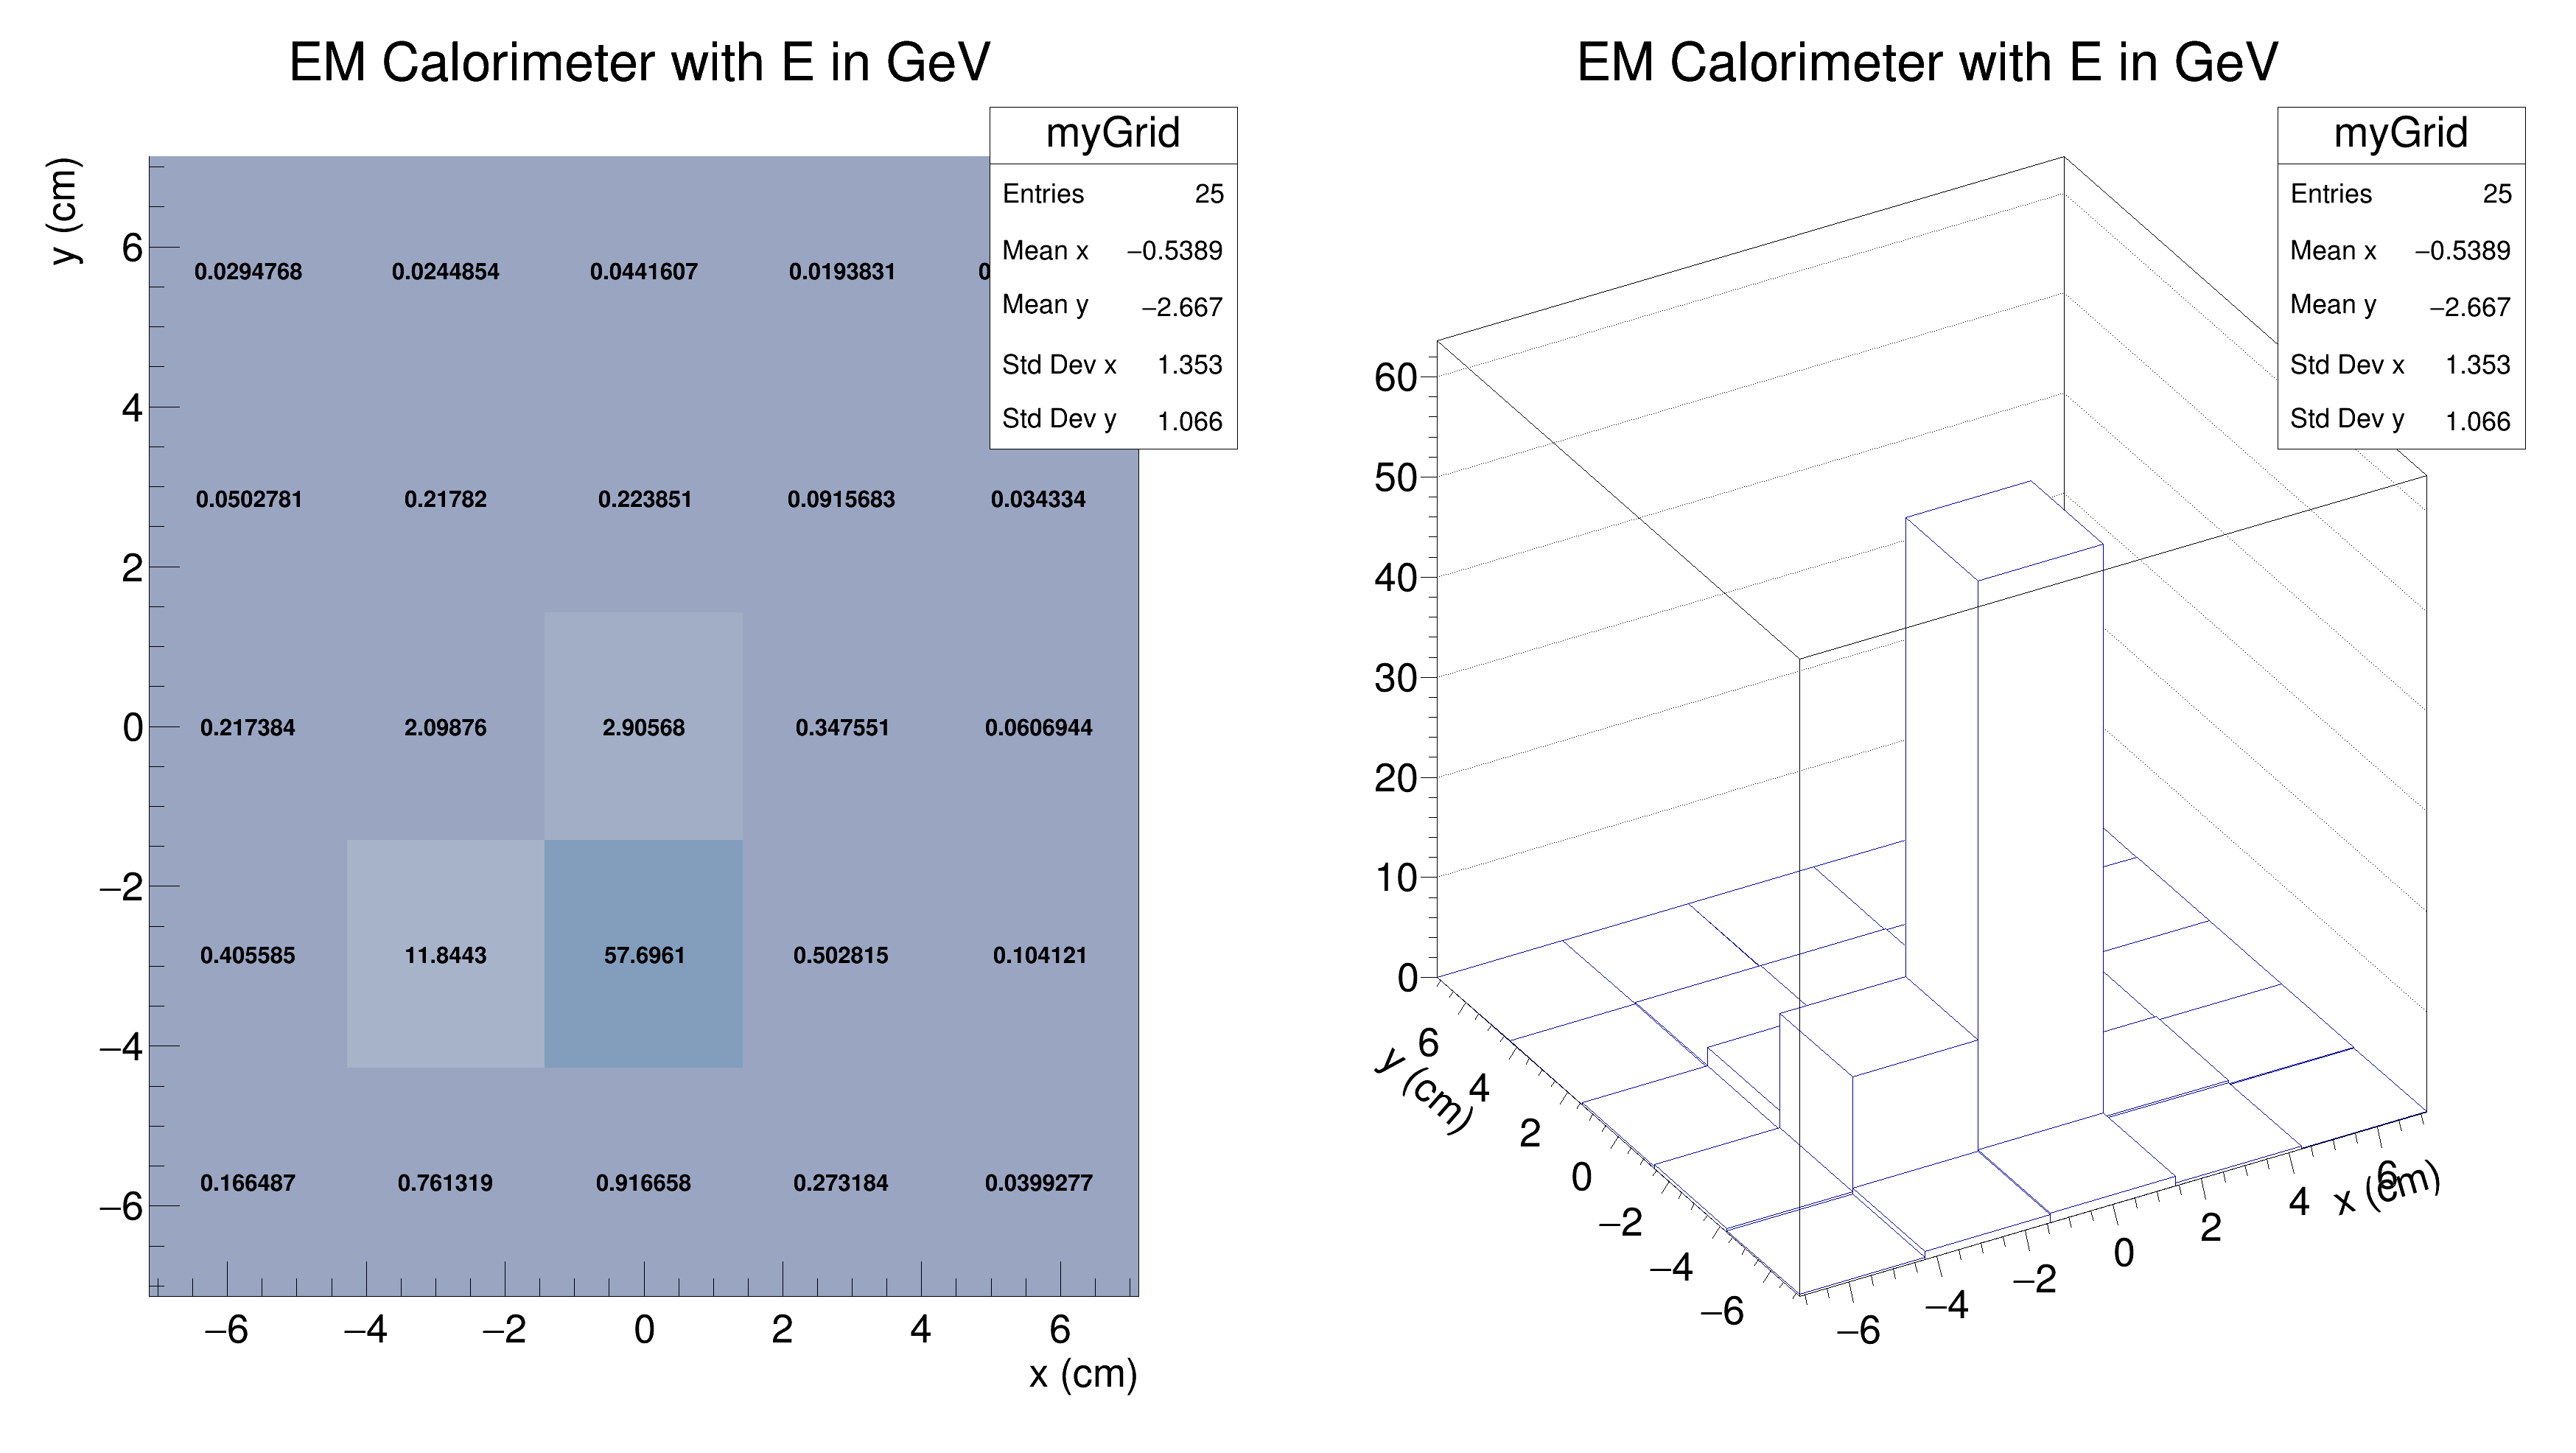 EM Calorimeter with E in GeV
myGrid
Entries 25
Mean x −0.5389
Mean y −2.667
Std Dev x 1.353
Std Dev y 1.066
y (cm)
6
4
2
0
−2
−4
−6
0.0294768 0.0244854 0.0441607 0.0193831
0.0502781 0.21782 0.223851 0.0915683 0.034334
0.217384 2.09876 2.90568 0.347551 0.0606944
0.405585 11.8443 57.6961 0.502815 0.104121
0.166487 0.761319 0.916658 0.273184 0.0399277
−6 −4 −2 0 2 4 6
x (cm)
EM Calorimeter with E in GeV
myGrid
Entries 25
Mean x −0.5389
Mean y −2.667
Std Dev x 1.353
Std Dev y 1.066
60
50
40
30
20
10
0
y (cm)
6
4
2
0
−2
−4
−6
−6
−4
−2
0
2
4
6
x (cm)